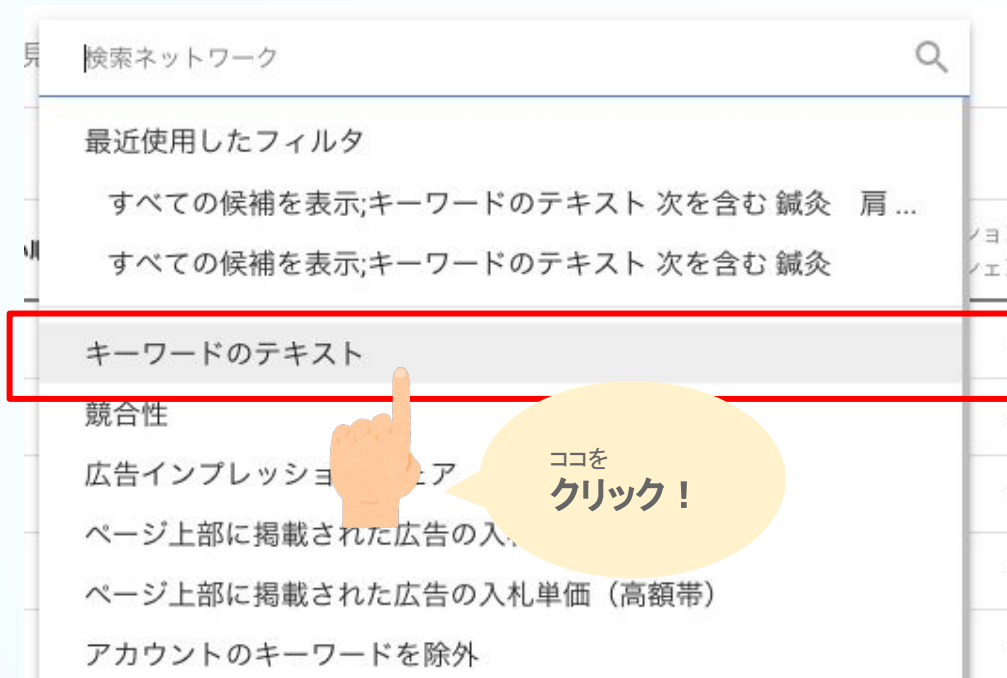 見
検索ネットワーク
最近使用したフィルタ
すべての候補を表示;キーワードのテキスト 次を含む 鍼灸 肩 ...
すべての候補を表示;キーワードのテキスト 次を含む 鍼灸
ショ
シェ
キーワードのテキスト
競合性
広告インプレッショ ェア
ココを
クリック！
ページ上部に掲載された広告の入
ページ上部に掲載された広告の入札単価（高額帯）
アカウントのキーワードを除外